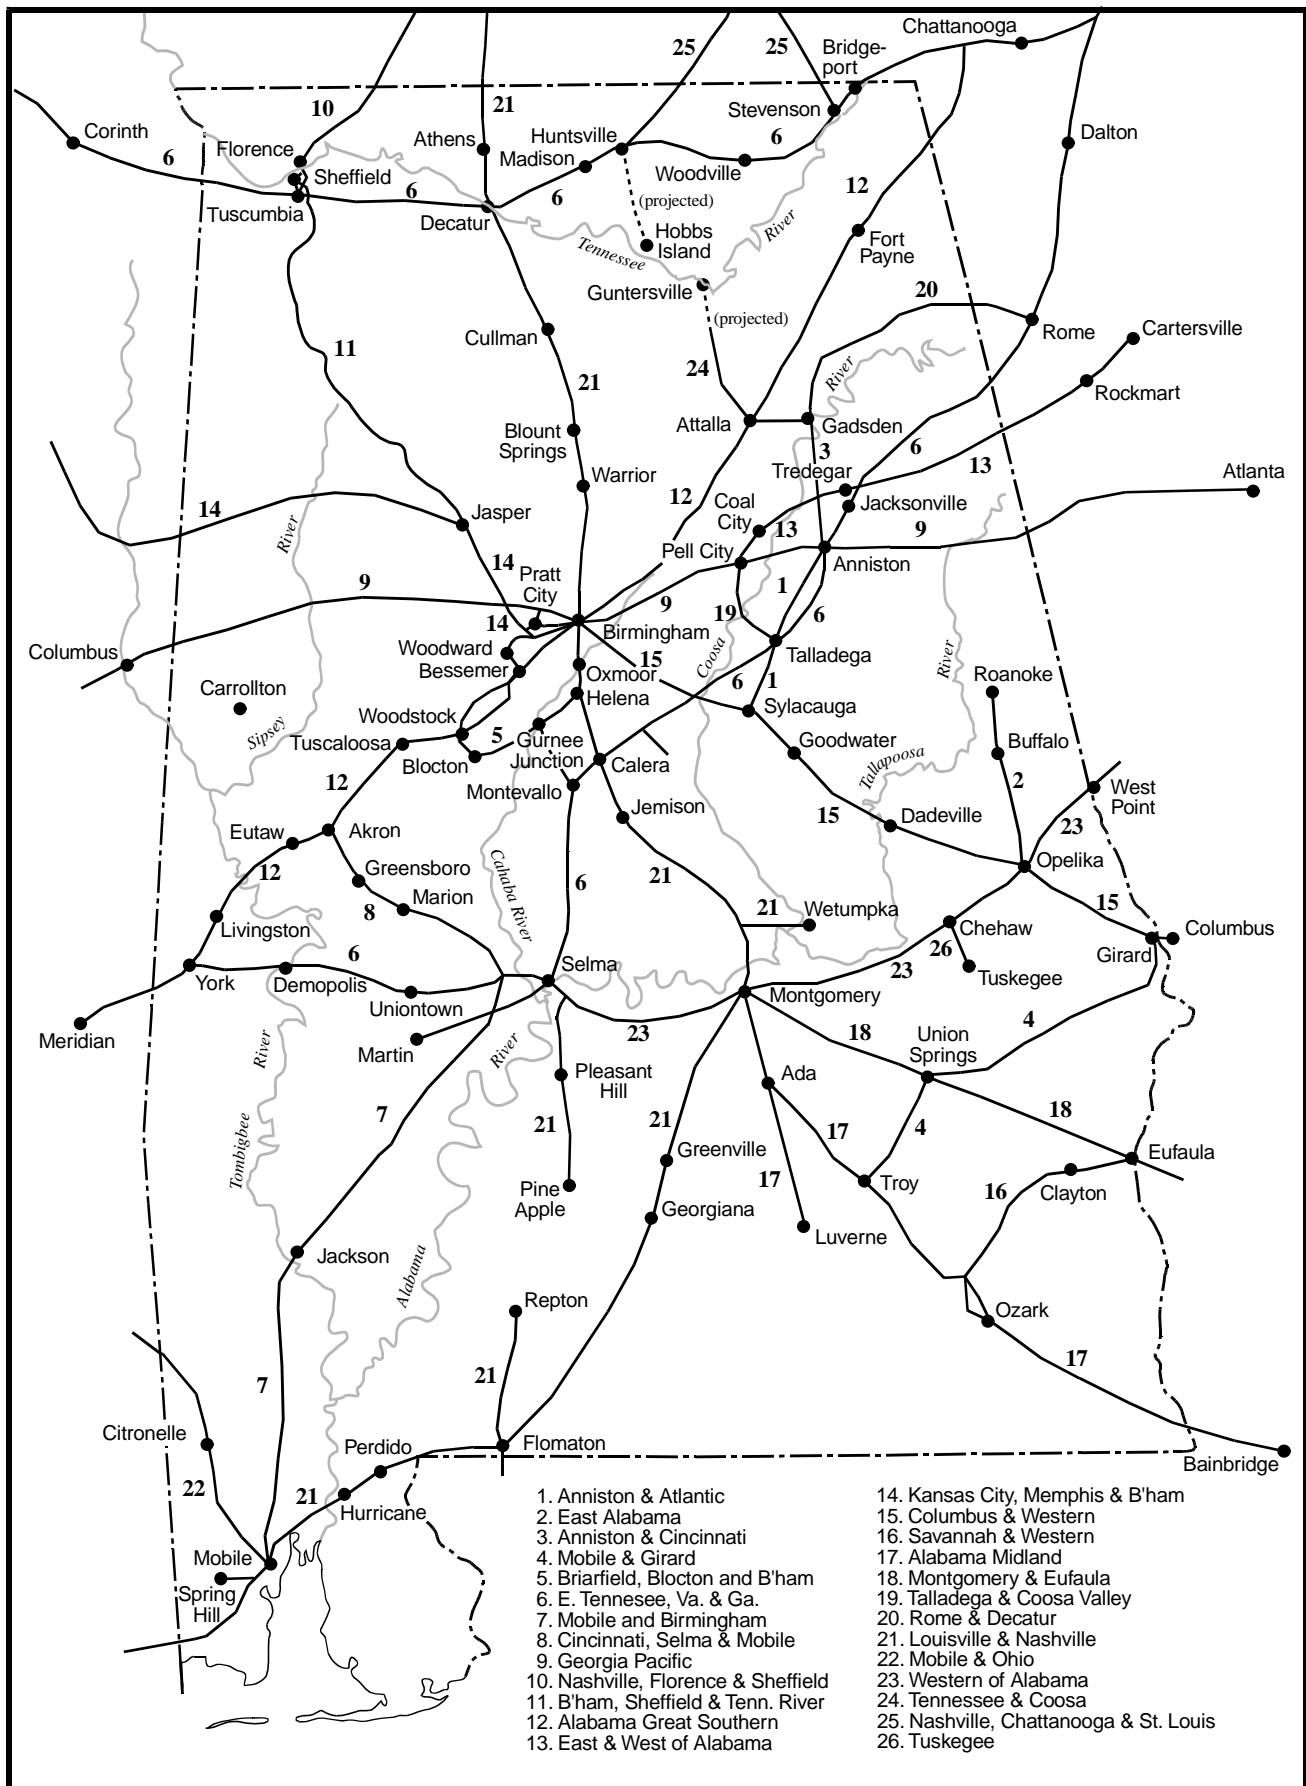 Chattanooga
25
25
Bridge-
port
10
21
Stevenson
Corinth
Florence
Athens
Huntsville
6
Dalton
6
Madison
Woodville
Sheffield
6
6
12
Tuscumbia
Decatur
(projected)
Hobbs
Island
River
Fort
Payne
Tennessee
Guntersville
20
(projected)
Cullman
Rome
Cartersville
11
24
River
21
Rockmart
Attalla
Gadsden
Blount
Springs
3
6
Tredegar
13
Warrior
Atlanta
12
14
Jasper
Coal
City
Jacksonville
River
13
9
Pell City
Anniston
14
Pratt
City
9
9
1
19
6
14
Birmingham
Columbus
Woodward
15
Coosa
Talladega
River
Bessemer
Oxmoor
6
1
Roanoke
Carrollton
Helena
Sylacauga
Sipsey
Woodstock
5
Gurnee
Junction
Goodwater
Buffalo
Tuscaloosa
Blocton
Calera
Tallapoosa
12
Montevallo
2
West
Point
Jemison
15
Dadeville
23
Eutaw
Akron
Opelika
12
Greensboro
Cahaba River
6
21
Marion
8
21
Wetumpka
15
Livingston
Chehaw
Columbus
26
6
Selma
Girard
York
Demopolis
23
Tuskegee
Uniontown
Montgomery
Meridian
Martin
23
18
Union
Springs
4
River
River
Pleasant
Hill
Ada
7
21
21
17
4
18
Tombigbee
Greenville
Eufaula
17
Pine
Apple
Troy
16
Clayton
Georgiana
Luverne
Jackson
Alabama
Repton
Ozark
7
21
17
Citronelle
Perdido
Flomaton
Bainbridge
22
21
Hurricane
Mobile
Spring
Hill
1. Anniston & Atlantic
2. East Alabama
3. Anniston & Cincinnati
4. Mobile & Girard
5. Briarfield, Blocton and B'ham
6. E. Tennesee, Va. & Ga.
7. Mobile and Birmingham
8. Cincinnati, Selma & Mobile
9. Georgia Pacific
10. Nashville, Florence & Sheffield
11. B'ham, Sheffield & Tenn. River
12. Alabama Great Southern
13. East & West of Alabama
14. Kansas City, Memphis & B'ham
15. Columbus & Western
16. Savannah & Western
17. Alabama Midland
18. Montgomery & Eufaula
19. Talladega & Coosa Valley
20. Rome & Decatur
21. Louisville & Nashville
22. Mobile & Ohio
23. Western of Alabama
24. Tennessee & Coosa
25. Nashville, Chattanooga & St. Louis
26. Tuskegee